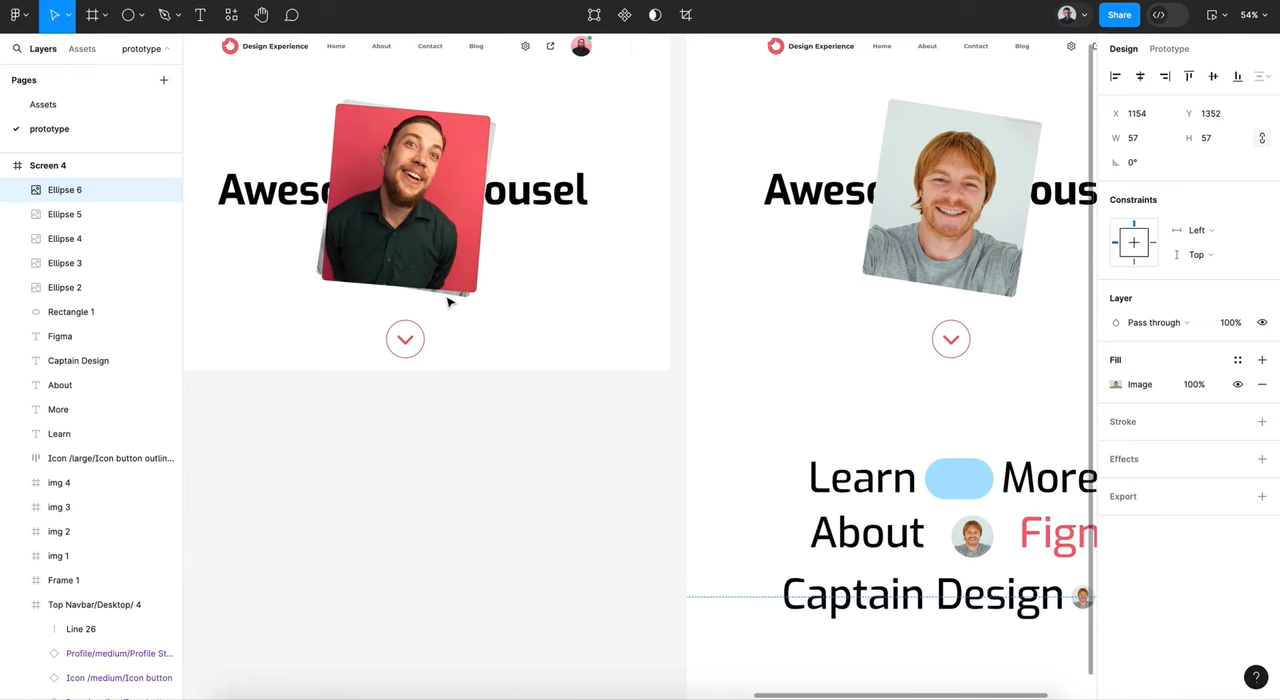 Share
54%
Layers
Assets
prototype
Design Experience
Home
About
Contact
Blog
Design Experience
Home
About
Contact
Blog
Design
Prototype
Pages
Assets
prototype
X 1154
Y 1352
W 57
H 57
0°
Screen 4
Ellipse 6
Ellipse 5
Ellipse 4
Ellipse 3
Ellipse 2
Rectangle 1
Figma
Captain Design
About
More
Learn
Icon /large/Icon button outlin...
img 4
img 3
img 2
img 1
Frame 1
Top Navbar/Desktop/ 4
Line 26
Profile/medium/Profile St...
Icon /medium/Icon button
Aweso
ousel
Aweso
ous
Learn
More
About
Figm
Captain Design
Constraints
Left
Top
Layer
Pass through
100%
Fill
Image
100%
Stroke
Effects
Export
?